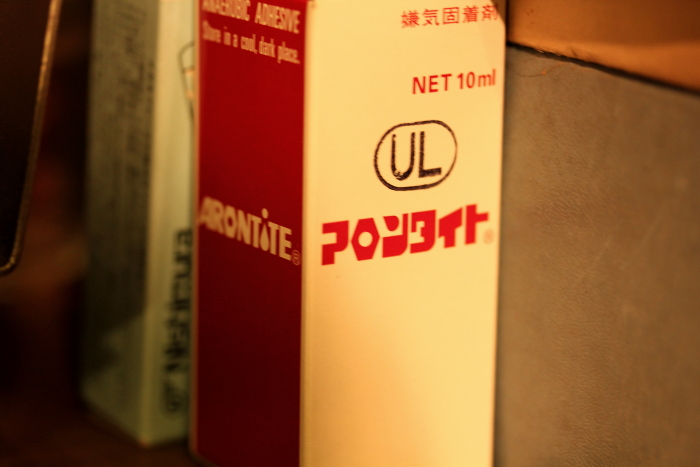 ANAEROBIC ADHESIVE
Store in a cool, dark place.
ARONTITE®
嫌気固着剤
NET 10ml
UL
アロンタイト®
Nishimura